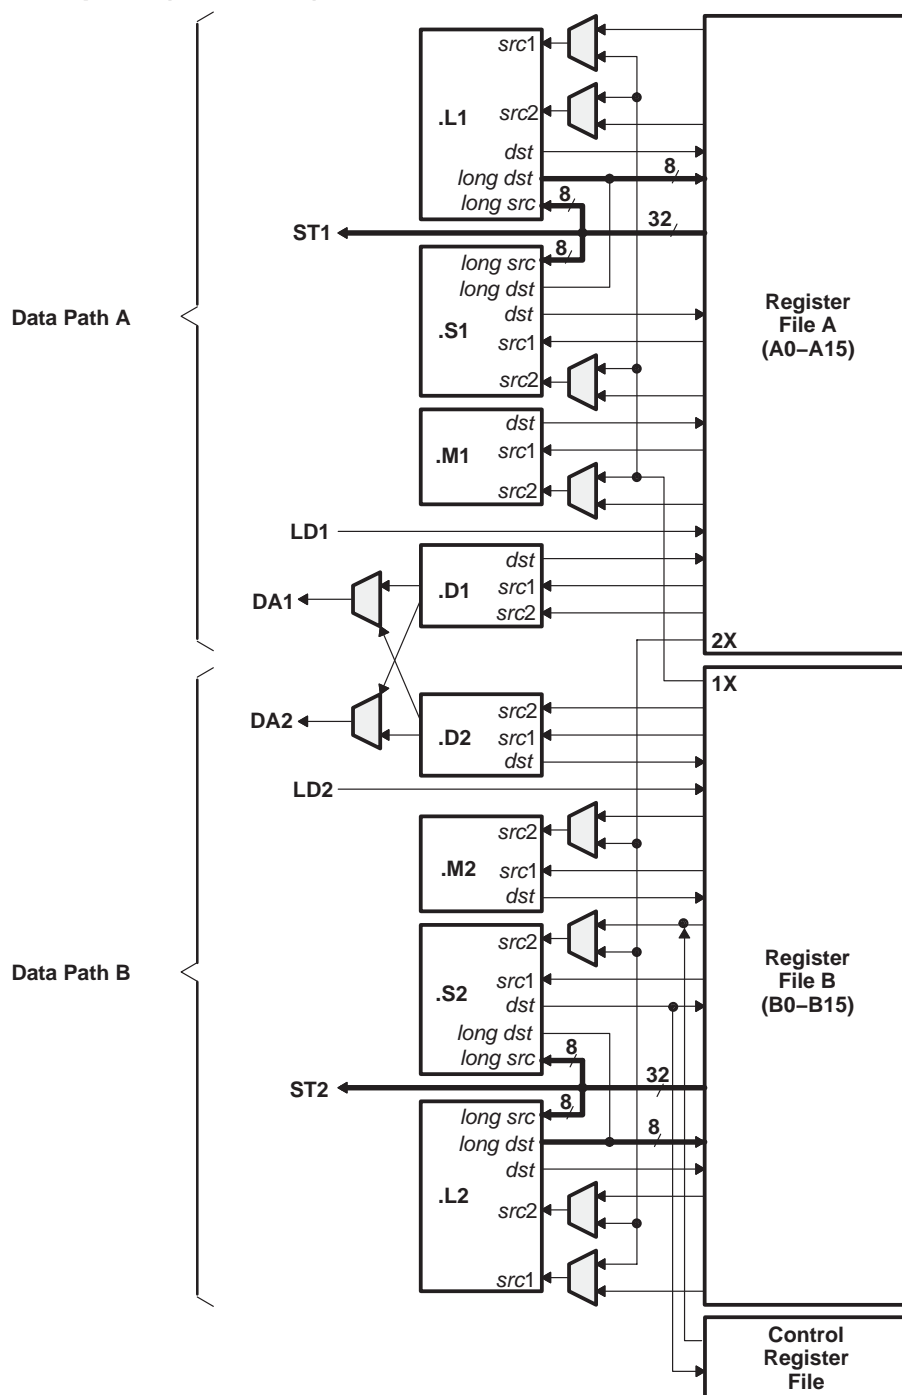 src1
.L1
src2
dst
long dst
8
8
long src
ST1
32
8
long src
long dst
dst
.S1
src1
src2
Data Path A
Register
File A
(A0–A15)
dst
.M1
src1
src2
LD1
dst
.D1
src1
src2
DA1
2X
1X
DA2
src2
.D2
src1
dst
LD2
src2
.M2
src1
dst
src2
.S2
src1
dst
long dst
long src
8
Data Path B
Register
File B
(B0–B15)
ST2
32
8
long src
long dst
8
dst
.L2
src2
src1
Control
Register
File